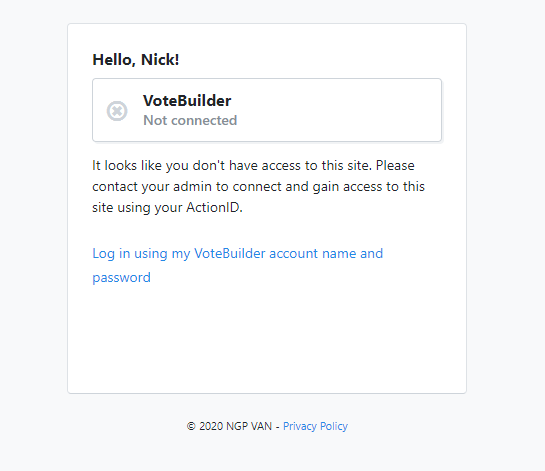 Hello, Nick!
VoteBuilder
Not connected
It looks like you don't have access to this site. Please
contact your admin to connect and gain access to this
site using your ActionID.
Log in using my VoteBuilder account name and
password
© 2020 NGP VAN - Privacy Policy